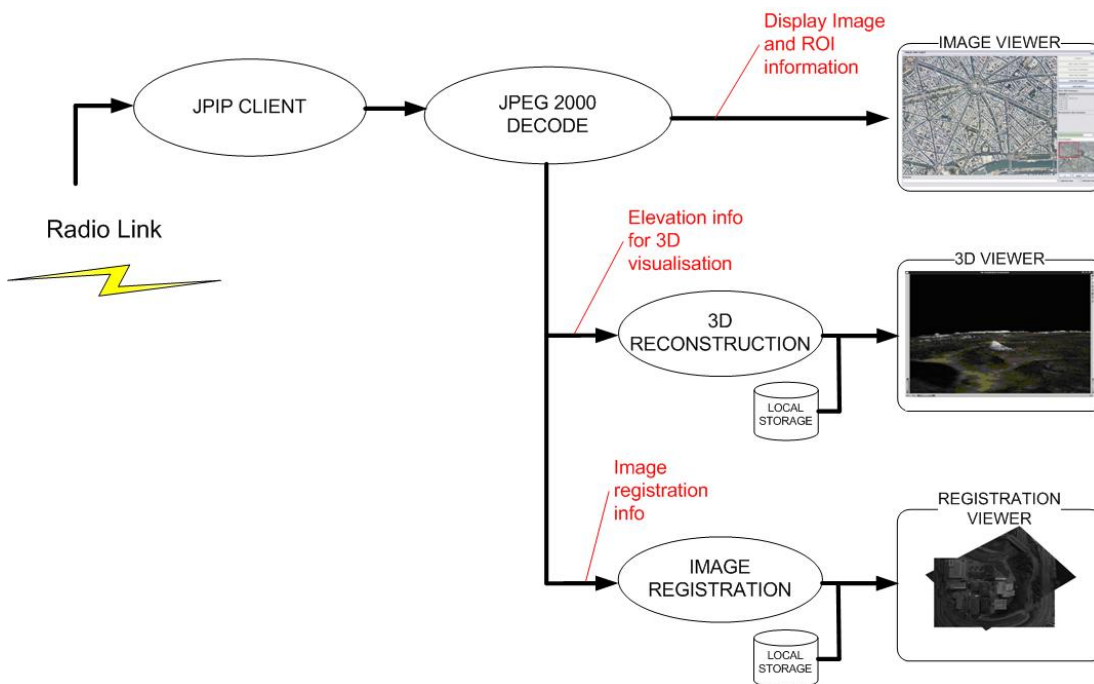 Display Image
and ROI
information
IMAGE VIEWER
JPIP CLIENT
JPEG 2000
DECODE
Radio Link
Elevation info
for 3D
visualisation
3D VIEWER
3D
RECONSTRUCTION
LOCAL
STORAGE
Image
registration
info
REGISTRATION
VIEWER
IMAGE
REGISTRATION
LOCAL
STORAGE